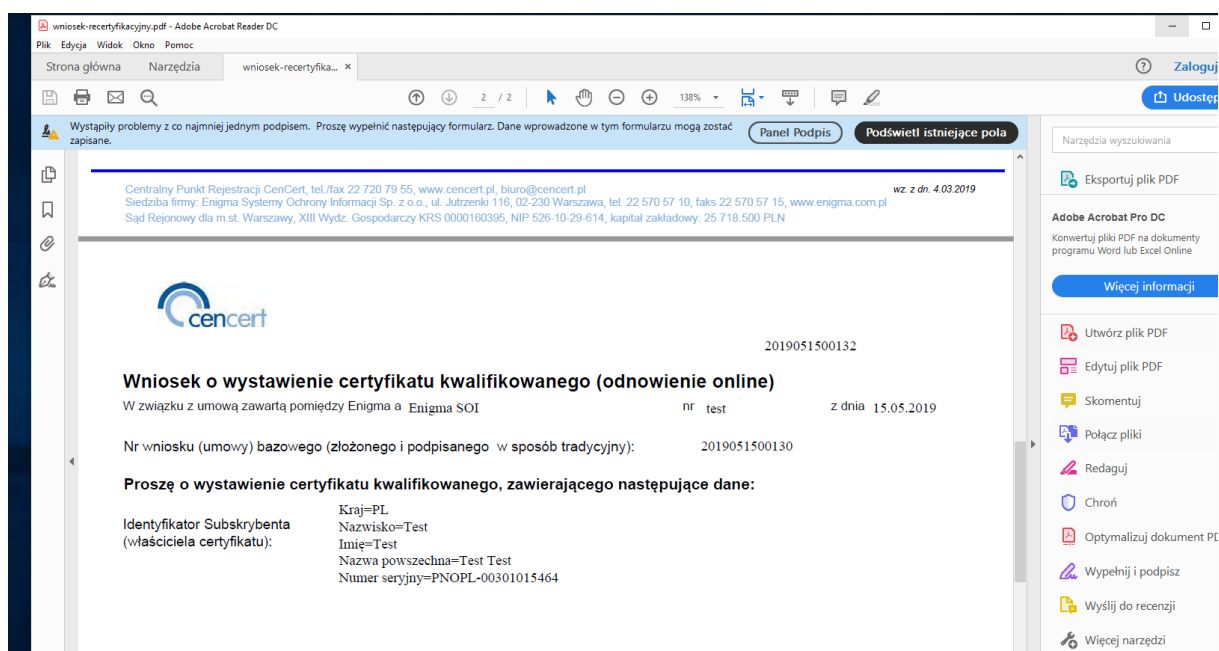 wniosek-recertyfikacyjny.pdf - Adobe Acrobat Reader DC
Plik Edycja Widok Okno Pomoc
Strona główna Narzędzia wniosek-recertyfika... × ? Zaloguj
2 / 2 138% Udostęp
Wystąpiły problemy z co najmniej jednym podpisem. Proszę wypełnić następujący formularz. Dane wprowadzone w tym formularzu mogą zostać
zapisane.
Panel Podpis Podświetl istniejące pola
Centralny Punkt Rejestracji CenCert, tel./fax 22 720 79 55, www.cencert.pl, biuro@cencert.pl wz. z dn. 4.03.2019
Siedziba firmy: Enigma Systemy Ochrony Informacji Sp. z o.o., ul. Jutrzenki 116, 02-230 Warszawa, tel. 22 570 57 10, faks 22 570 57 15, www.enigma.com.pl
Sąd Rejonowy dla m.st. Warszawy, XIII Wydz. Gospodarczy KRS 0000160395, NIP 526-10-29-614, kapitał zakładowy: 25.718.500 PLN
cencert
2019051500132
Wniosek o wystawienie certyfikatu kwalifikowanego (odnowienie online)
W związku z umową zawartą pomiędzy Enigma a Enigma SOI nr test z dnia 15.05.2019
Nr wniosku (umowy) bazowego (złożonego i podpisanego w sposób tradycyjny): 2019051500130
Proszę o wystawienie certyfikatu kwalifikowanego, zawierającego następujące dane:
Identyfikator Subskrybenta
(właściciela certyfikatu):
Kraj=PL
Nazwisko=Test
Imię=Test
Nazwa powszechna=Test Test
Numer seryjny=PNOPL-00301015464
Narzędzia wyszukiwania
Eksportuj plik PDF
Adobe Acrobat Pro DC
Konwertuj pliki PDF na dokumenty
programu Word lub Excel Online
Więcej informacji
Utwórz plik PDF
Edytuj plik PDF
Skomentuj
Połącz pliki
Redaguj
Chroń
Optymalizuj dokument PD
Wypełnij i podpisz
Wyślij do recenzji
Więcej narzędzi